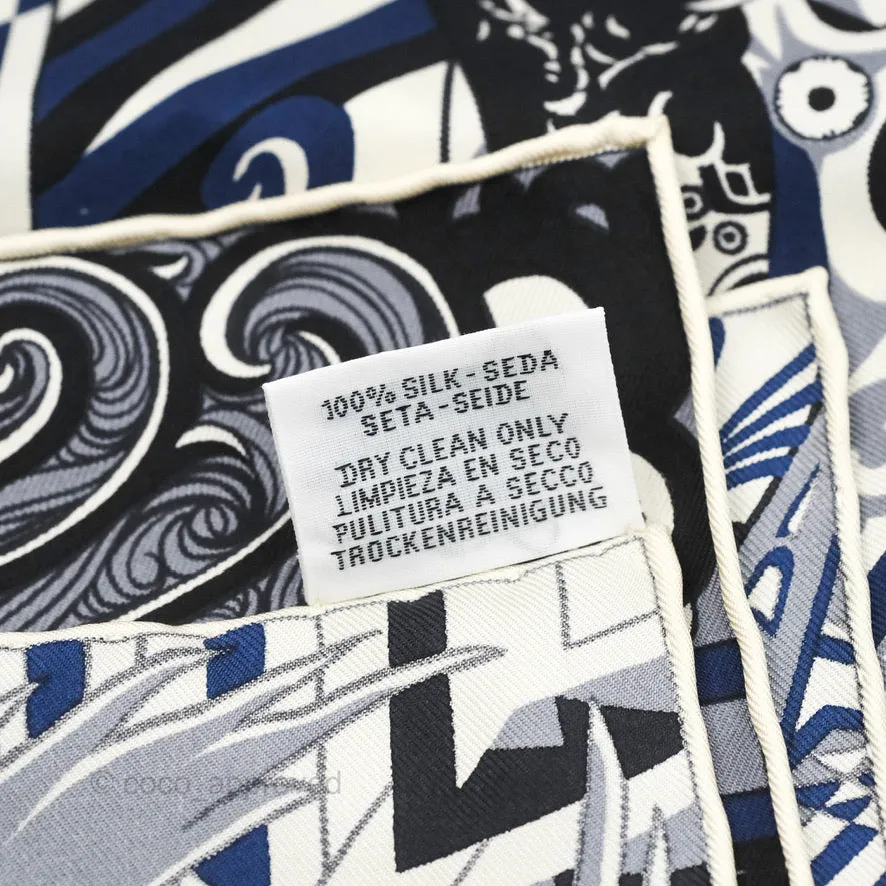 100% SILK-SEDA
SETA-SEIDE
DRY CLEAN ONLY
LIMPIEZA EN SECO
PULITURA A SECCO
TROCKENREINIGUNG